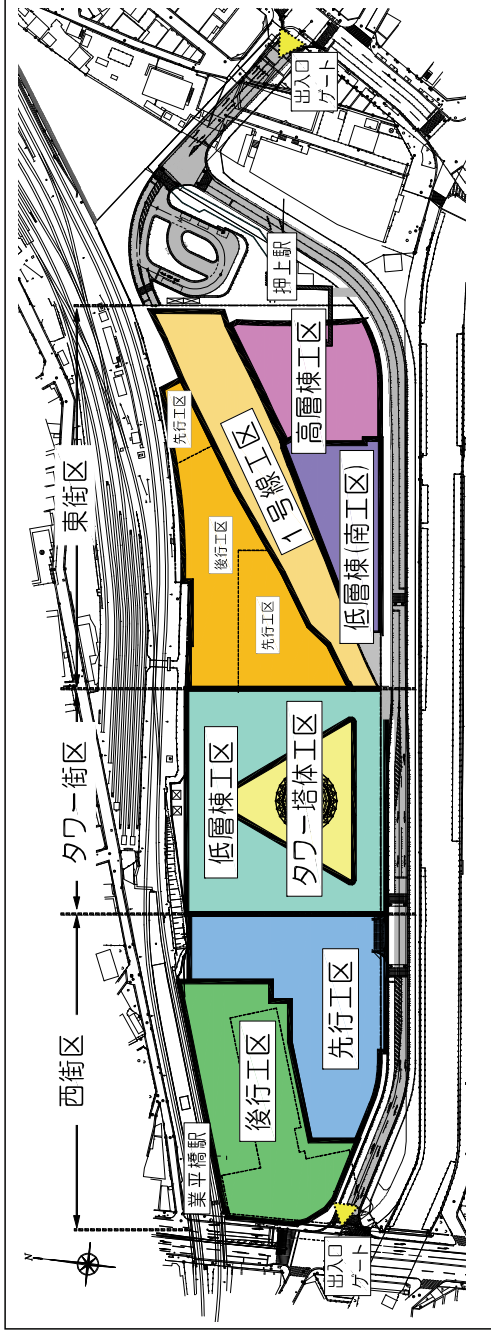 N
西街区
タワー街区
東街区
業平橋駅
後行工区
先行工区
低層棟工区
タワー塔体工区
先行工区
後行工区
先行工区
1号線工区
低層棟(南工区)
高層棟工区
押上駅
出入口
ゲート
出入口
ゲート